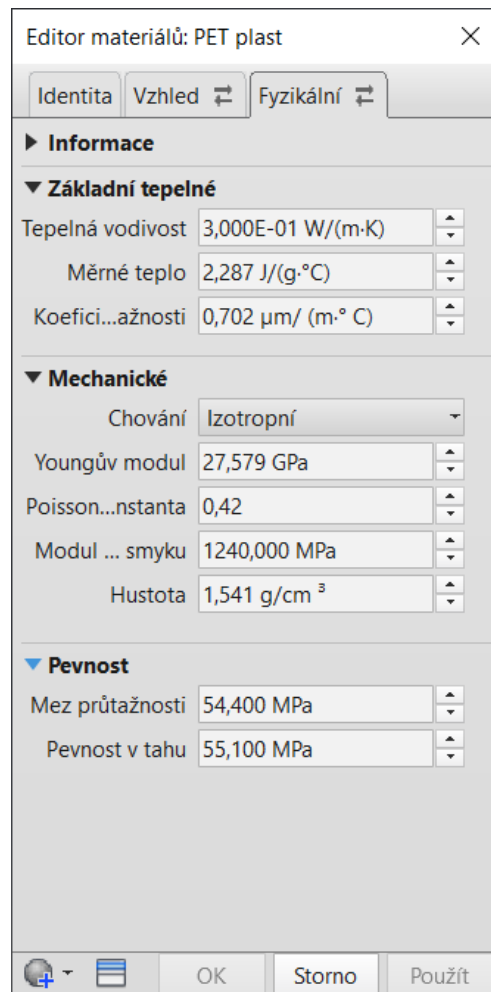 Editor materiálů: PET plast
Identita Vzhled Fyzikální
Informace
Základní tepelné
Tepelná vodivost 3,000E-01 W/(m·K)
Měrné teplo 2,287 J/(g·°C)
Koefici...ažnosti 0,702 µm/ (m·° C)
Mechanické
Chování Izotropní
Youngův modul 27,579 GPa
Poisson...nstanta 0,42
Modul ... smyku 1240,000 MPa
Hustota 1,541 g/cm ³
Pevnost
Mez průtažnosti 54,400 MPa
Pevnost v tahu 55,100 MPa
OK Storno Použít